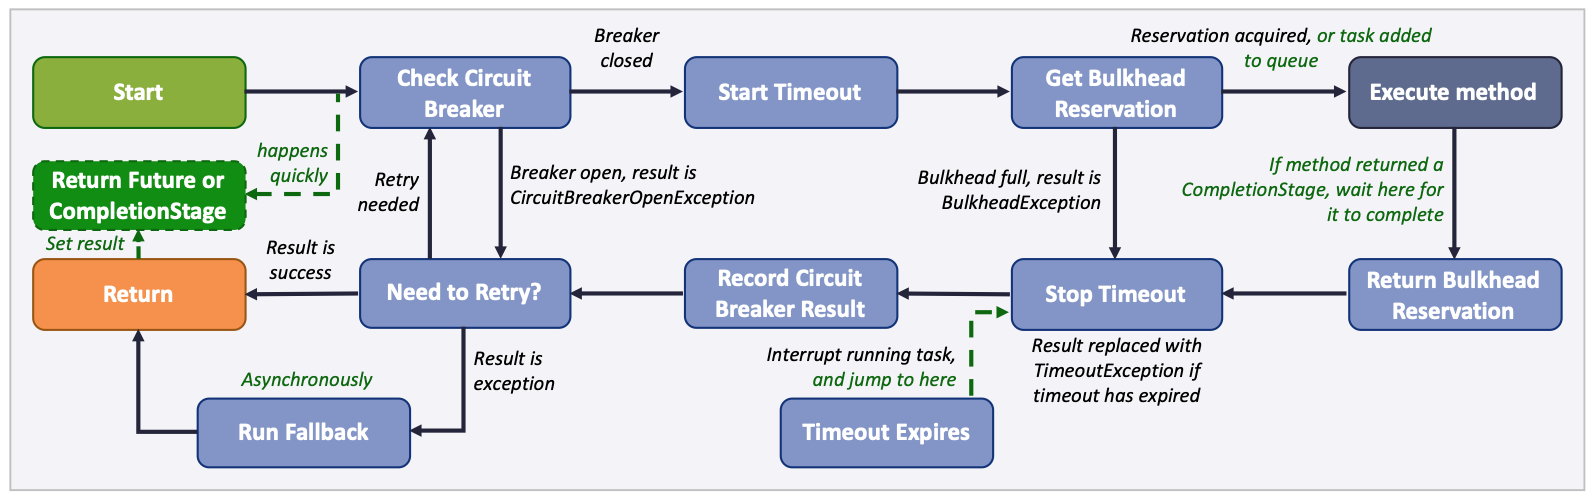 Start
Check Circuit
Breaker
Breaker
closed
Start Timeout
Get Bulkhead
Reservation
Reservation acquired, or task added
to queue
Execute method
happens
quickly
Return Future or
CompletionStage
Set result
Retry
needed
Breaker open, result is
CircuitBreakerOpenException
Bulkhead full, result is
BulkheadException
If method returned a
CompletionStage, wait here for
it to complete
Return
Result is
success
Need to Retry?
Record Circuit
Breaker Result
Stop Timeout
Return Bulkhead
Reservation
Asynchronously
Run Fallback
Result is
exception
Interrupt running task,
and jump to here
Timeout Expires
Result replaced with
TimeoutException if
timeout has expired